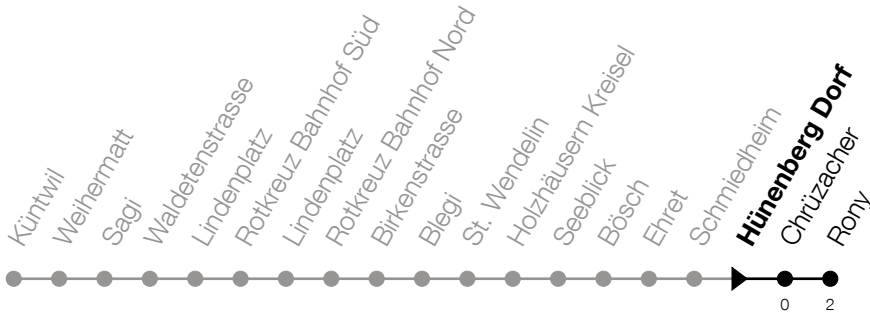 Küntwil
Weihermatt
Sagi
Waldetenstrasse
Lindenplatz
Rotkreuz Bahnhof Süd
Lindenplatz
Rotkreuz Bahnhof Nord
Birkenstrasse
Blegi
St. Wendelin
Holzhäusern Kreisel
Seeblick
Bösch
Ehret
Schmiedheim
Hünenberg Dorf
Chrüzacher
Rony
0 2